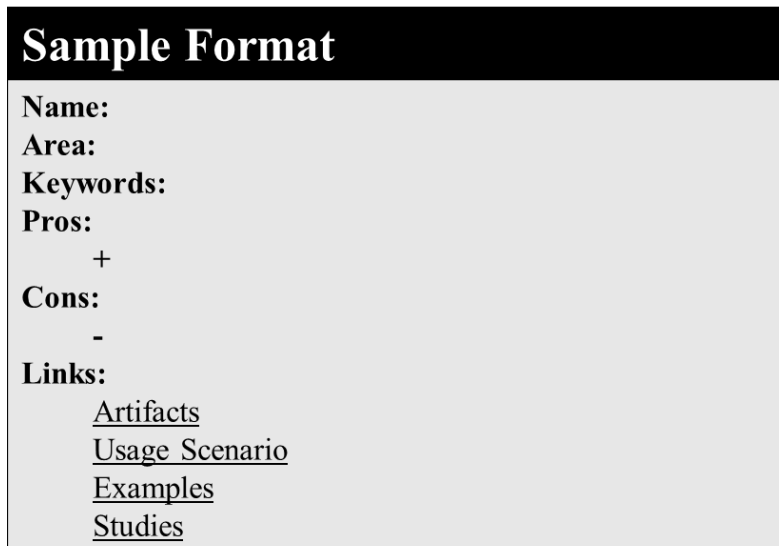 Sample Format
Name:
Area:
Keywords:
Pros:
+
Cons:
-
Links:
Artifacts
Usage Scenario
Examples
Studies